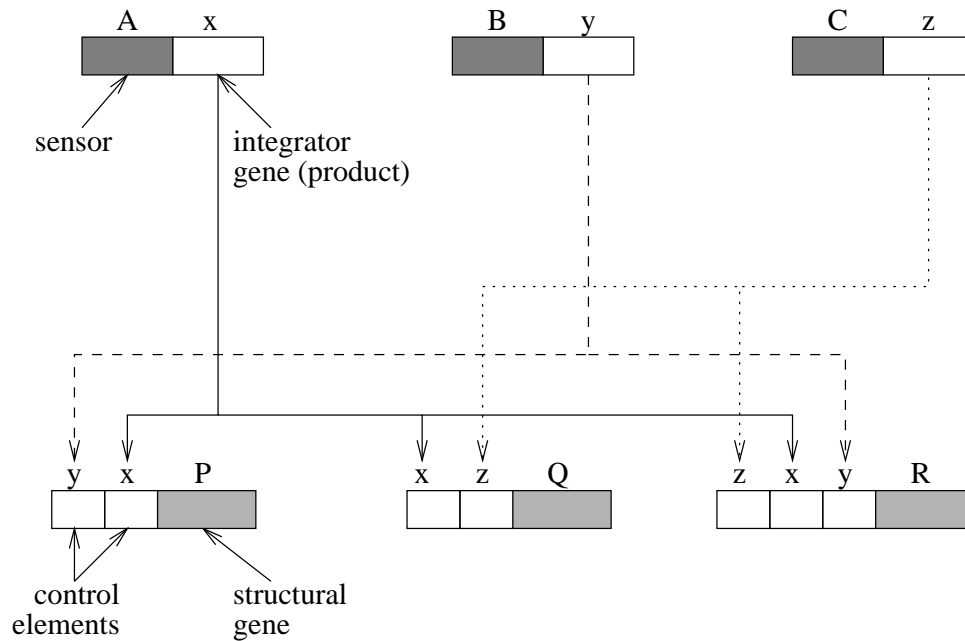 A x
B y
C z
sensor
integrator
gene (product)
y x P
x z Q
z x y R
control
elements
structural
gene